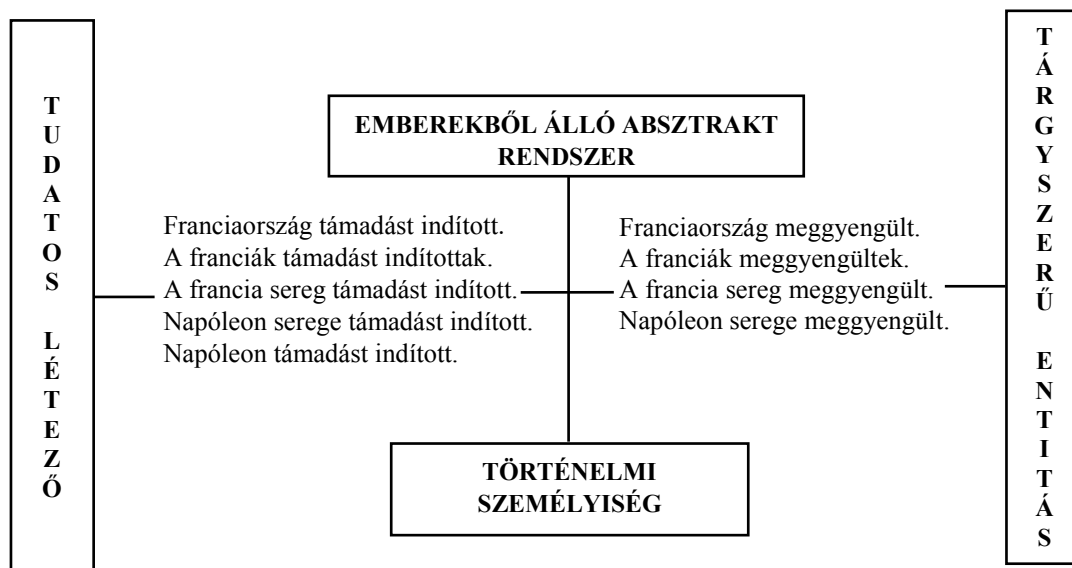 TUDATOS LÉTEZŐ
EMBEREKBŐL ÁLLÓ ABSZTRAKT
RENDSZER
Franciaország támadást indított.
A franciák támadást indítottak.
A francia sereg támadást indított.
Napóleon serege támadást indított.
Napóleon támadást indított.
Franciaország meggyengült.
A franciák meggyengültek.
A francia sereg meggyengült.
Napóleon serege meggyengült.
TÖRTÉNELMI
SZEMÉLYISÉG
TÁRGYSZERŰ ENTITÁS